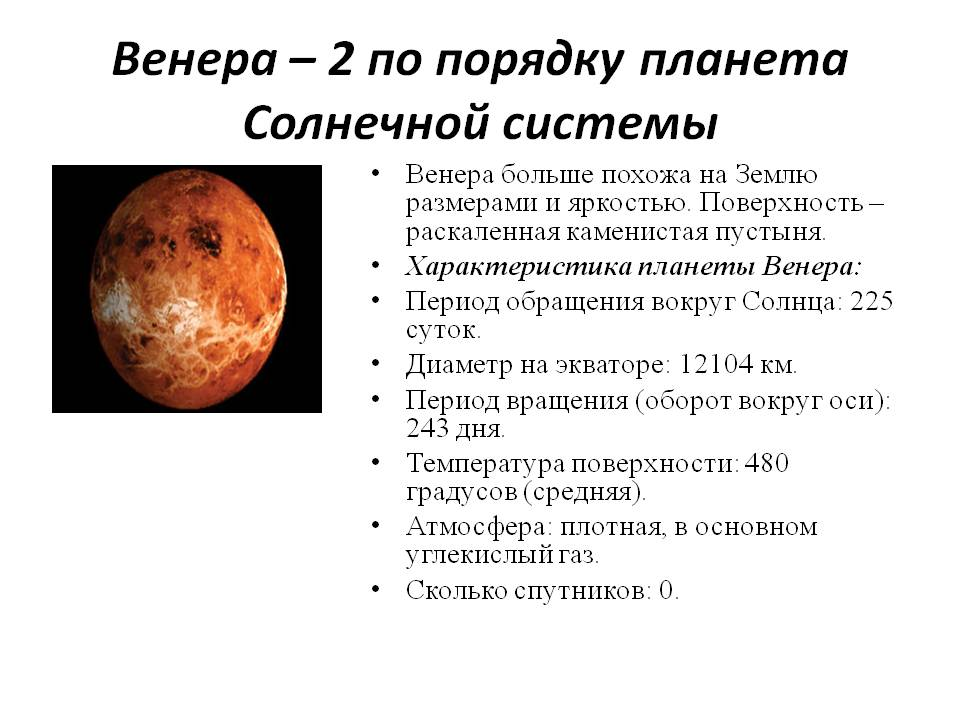 Венера – 2 по порядку планета
Солнечной системы
• Венера больше похожа на Землю
размерами и яркостью. Поверхность –
раскаленная каменистая пустыня.
• Характеристика планеты Венера:
• Период обращения вокруг Солнца: 225
суток.
• Диаметр на экваторе: 12104 км.
• Период вращения (оборот вокруг оси):
243 дня.
• Температура поверхности: 480
градусов (средняя).
• Атмосфера: плотная, в основном
углекислый газ.
• Сколько спутников: 0.